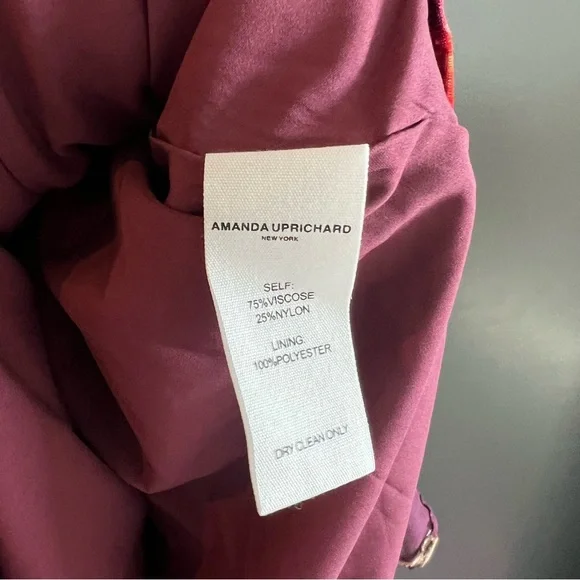 AMANDA UPRICHARD
NEW YORK
SELF:
75%VISCOSE
25%NYLON
LINING:
100%POLYESTER
DRY CLEAN ONLY